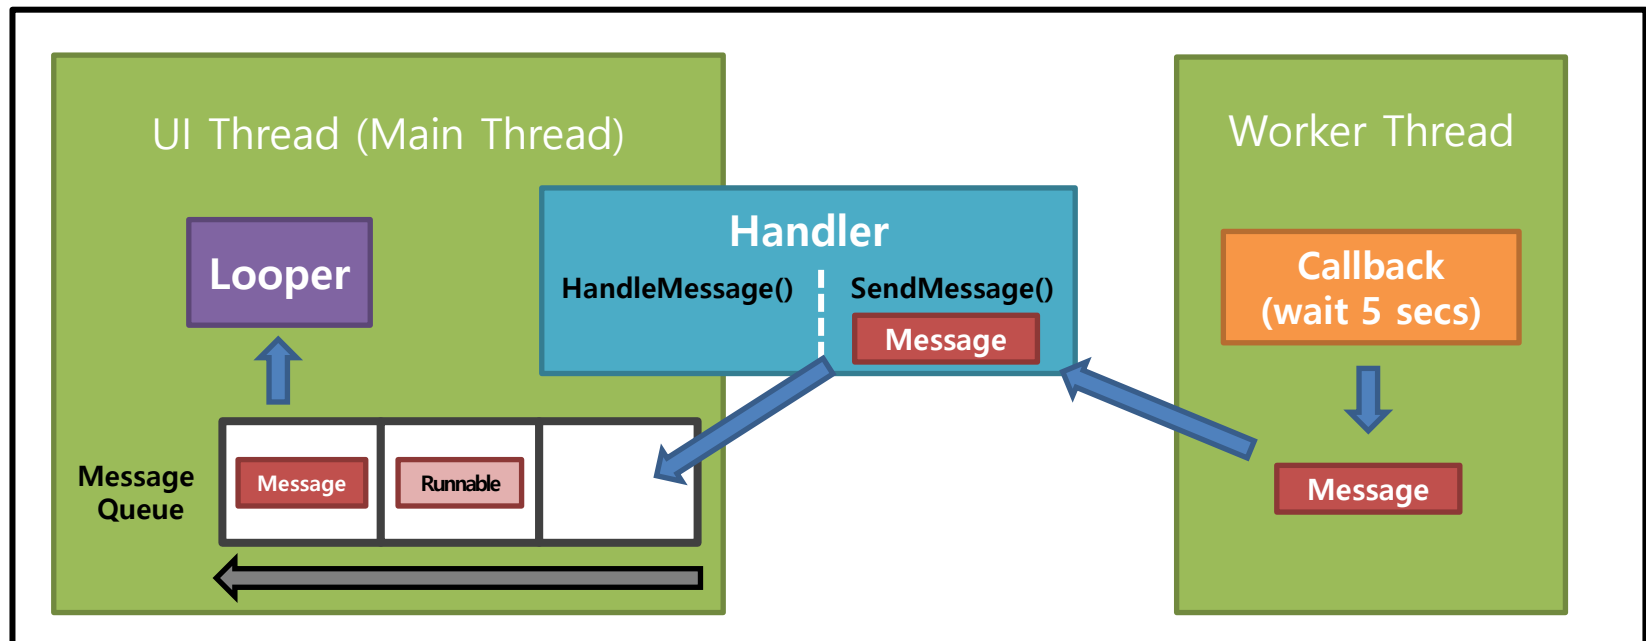 UI Thread (Main Thread)
Worker Thread
Handler
Looper
HandleMessage()
SendMessage()
Message
Callback
(wait 5 secs)
Message
Queue
Message
Runnable
Message